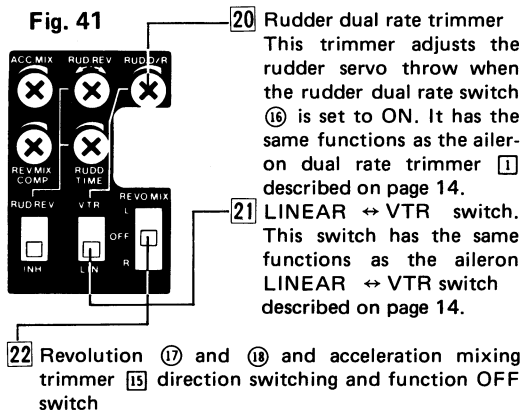 Fig. 41
ACC MIX RUD REV RUD D/R
REV MIX COMP RUDD TIME
RUD REV VTR REVO MIX
L
OFF
R
INH LIN
20 Rudder dual rate trimmer
This trimmer adjusts the
rudder servo throw when
the rudder dual rate switch
⑯ is set to ON. It has the
same functions as the ailer-
on dual rate trimmer 1
described on page 14.
21 LINEAR ↔ VTR switch.
This switch has the same
functions as the aileron
LINEAR ↔ VTR switch
described on page 14.
22 Revolution ⑰ and ⑱ and acceleration mixing
trimmer 15 direction switching and function OFF
switch